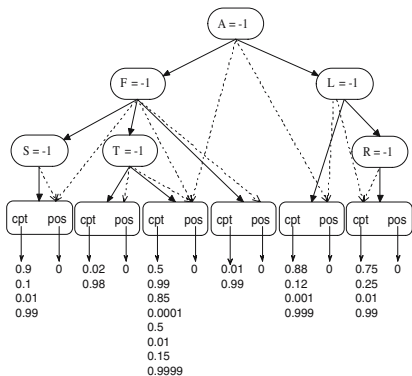 A = -1
F = -1
L = -1
S = -1
T = -1
R = -1
cpt pos cpt pos cpt pos cpt pos cpt pos cpt pos
0.9 0 0.02 0 0.5 0 0.01 0 0.88 0 0.75 0
0.1 0.98 0.99 0.99 0.12 0.25
0.01 0.85 0.001 0.01
0.99 0.0001 0.999 0.99
0.5
0.01
0.15
0.9999